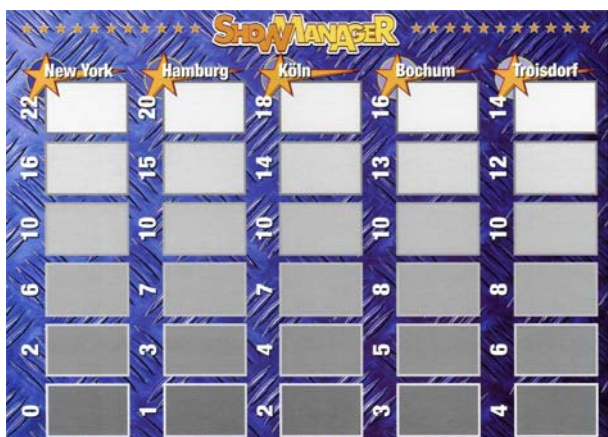 SHOWMANAGER
New York Hamburg Köln Bochum Troisdorf
22 20 18 16 14
16 15 14 13 12
10 10 10 10 10
6 7 7 8 8
2 3 4 5 6
0 1 2 3 4